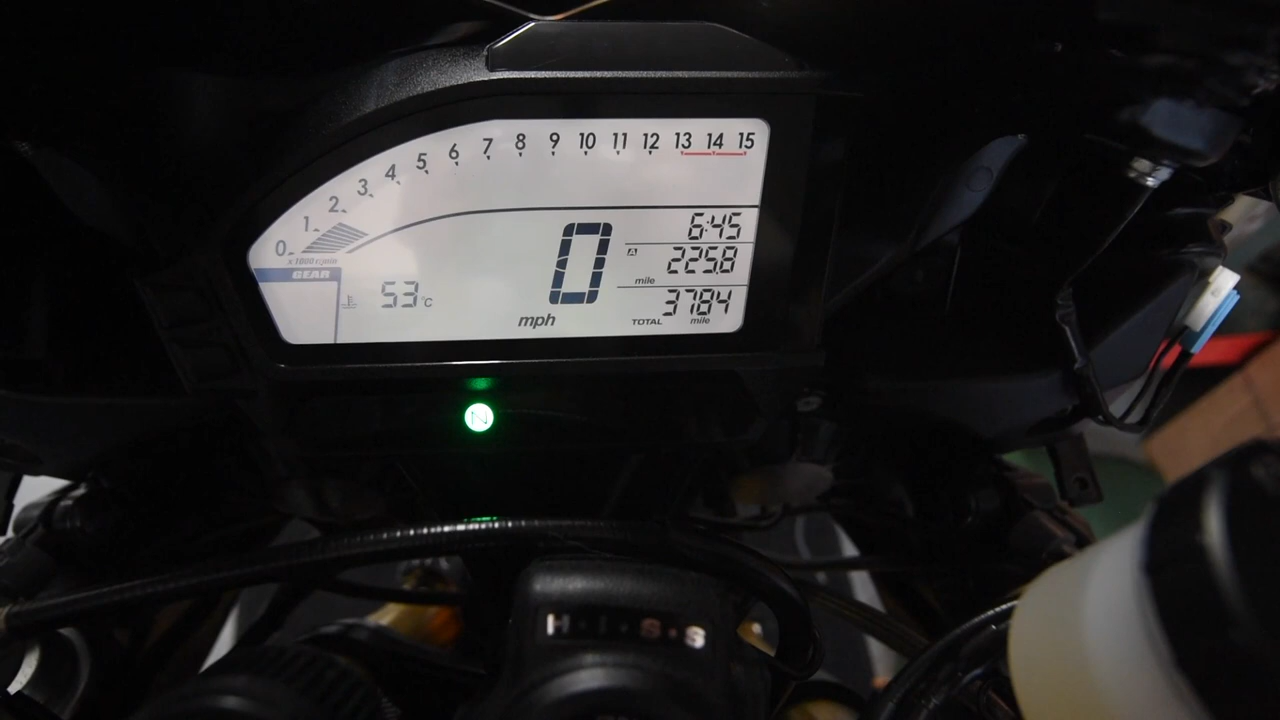 0 1 2 3 4 5 6 7 8 9 10 11 12 13 14 15
x1000 r/min
GEAR
53 °C
0
mph
6:45
A 225.8
mile
3784
TOTAL mile
N
H·I·S·S